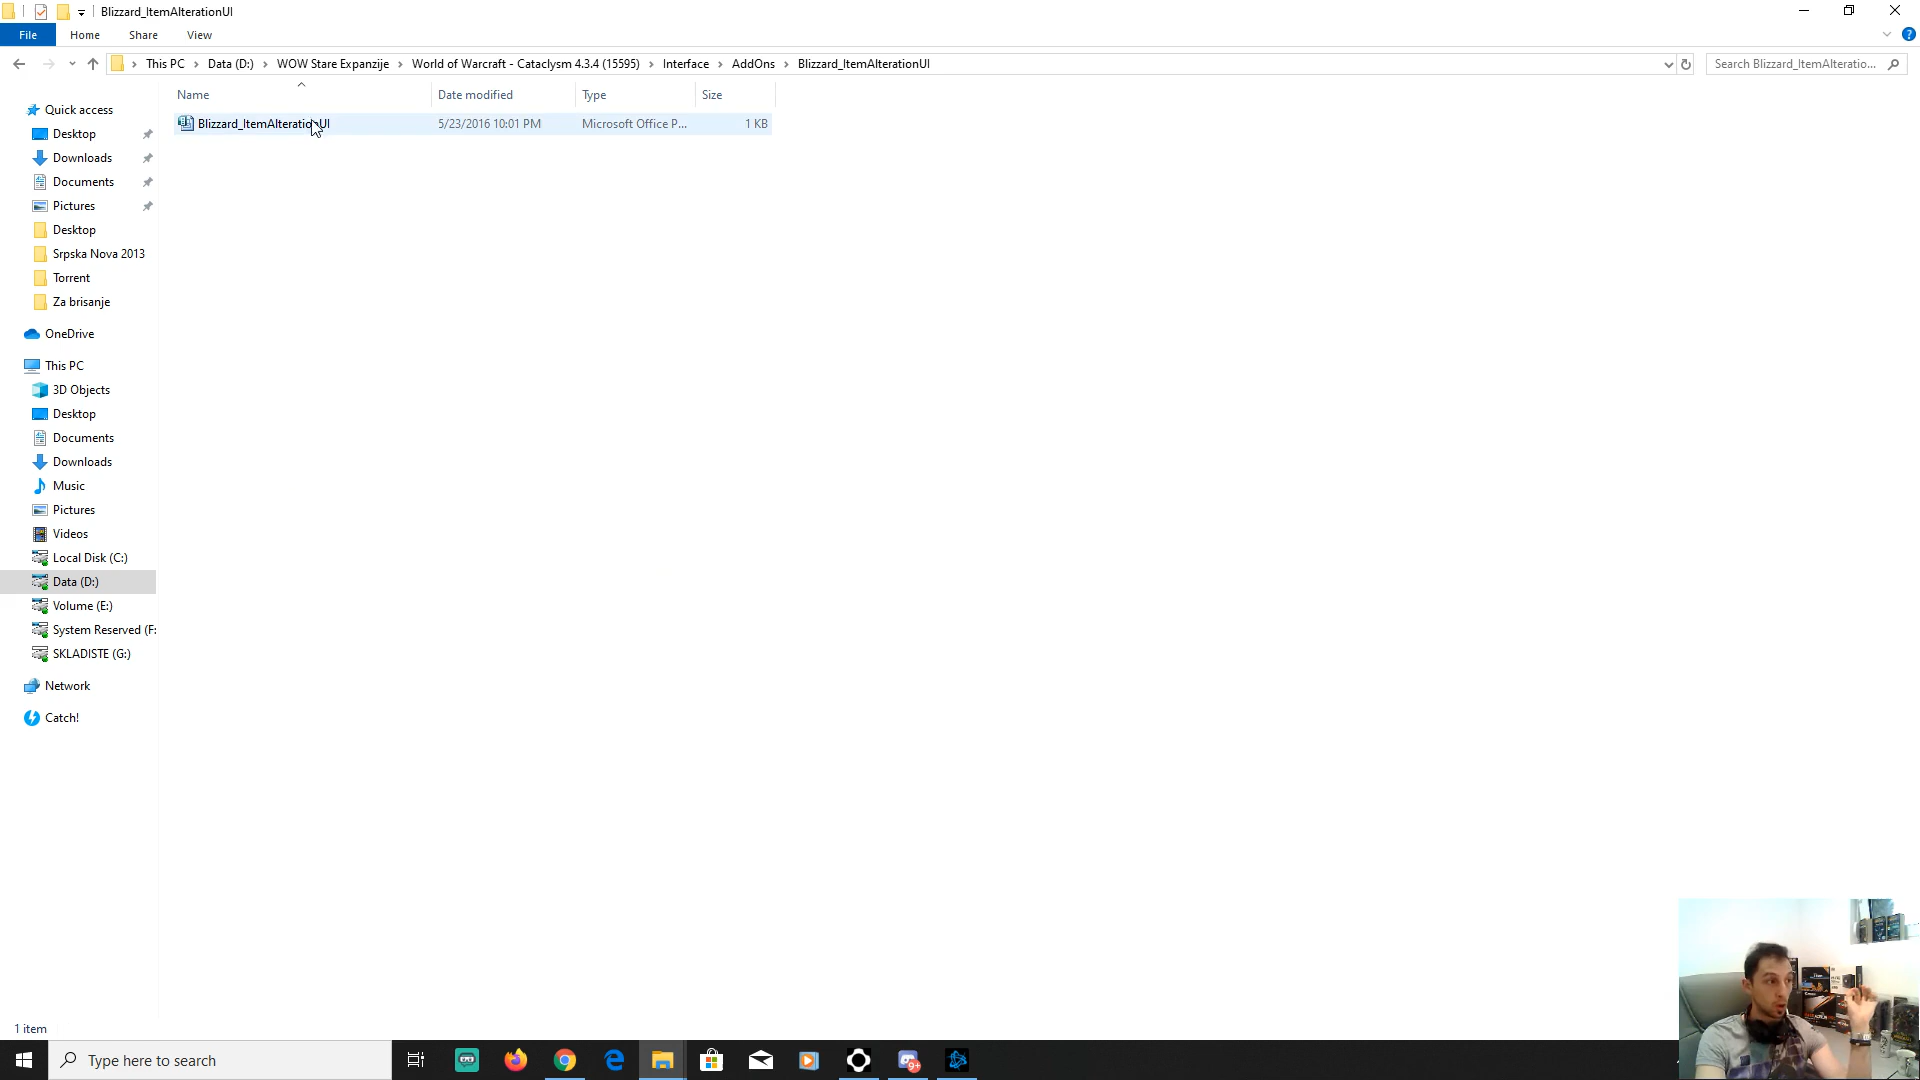 Blizzard_ItemAlterationUI
File Home Share View
This PC Data (D:) WOW Stare Expanzije World of Warcraft - Cataclysm 4.3.4 (15595) Interface AddOns Blizzard_ItemAlterationUI
Search Blizzard_ItemAlteratio...
Name Date modified Type Size
Blizzard_ItemAlterationUI 5/23/2016 10:01 PM Microsoft Office P... 1 KB
Quick access
Desktop
Downloads
Documents
Pictures
Desktop
Srpska Nova 2013
Torrent
Za brisanje
OneDrive
This PC
3D Objects
Desktop
Documents
Downloads
Music
Pictures
Videos
Local Disk (C:)
Data (D:)
Volume (E:)
System Reserved (F:
SKLADISTE (G:)
Network
Catch!
1 item
Type here to search
9+